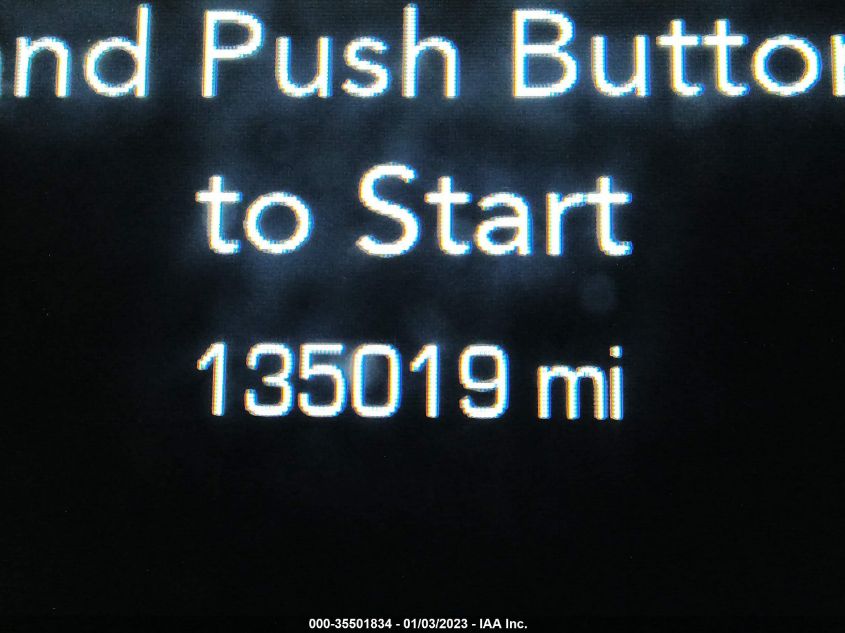 and Push Button
to Start
135019 mi
000-35501834 - 01/03/2023 - IAA Inc.